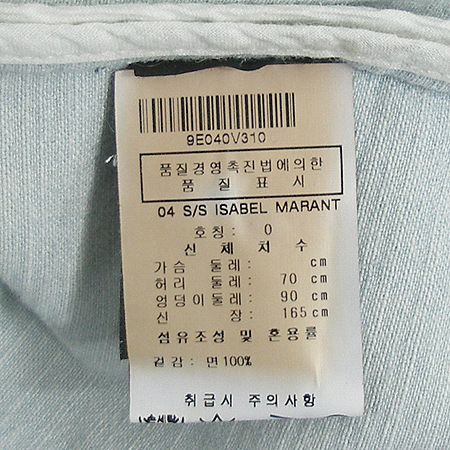 9E040V310
품질경영촉진법에의한
품 질 표 시
04 S/S ISABEL MARANT
호칭 : 0
신 체 치 수
가슴 둘레 : cm
허리 둘레 : 70 cm
엉덩이둘레 : 90 cm
신 장 : 165cm
섬유조성 및 혼용률
겉감 : 면100%
취급시 주의사항